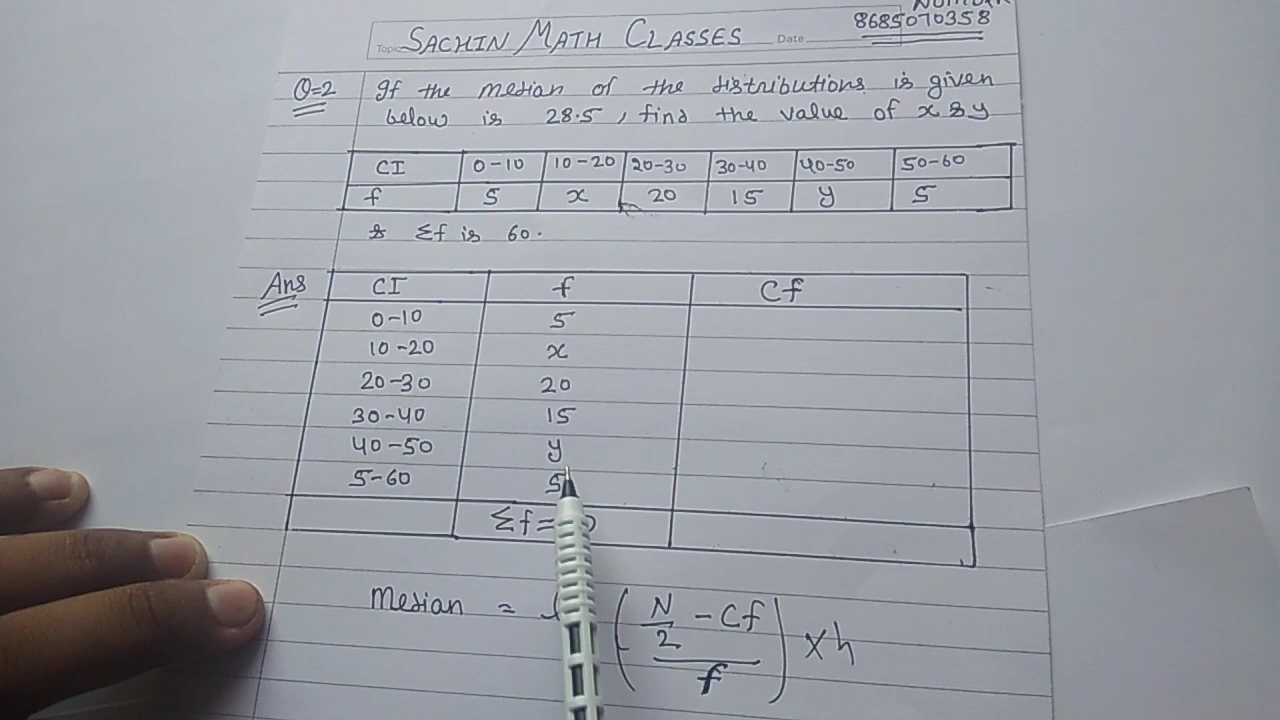 Number
8685070358
Topic SACHIN MATH CLASSES Date
Q=2 If the median of the distributions is given
below is 28.5, find the value of x & y
CI 0-10 10-20 20-30 30-40 40-50 50-60
f 5 x 20 15 y 5
& Σf is 60.
Ans CI f Cf
0-10 5
10-20 x
20-30 20
30-40 15
40-50 y
5-60 5
Σf=
Median = ( N/2 - Cf / f ) × h